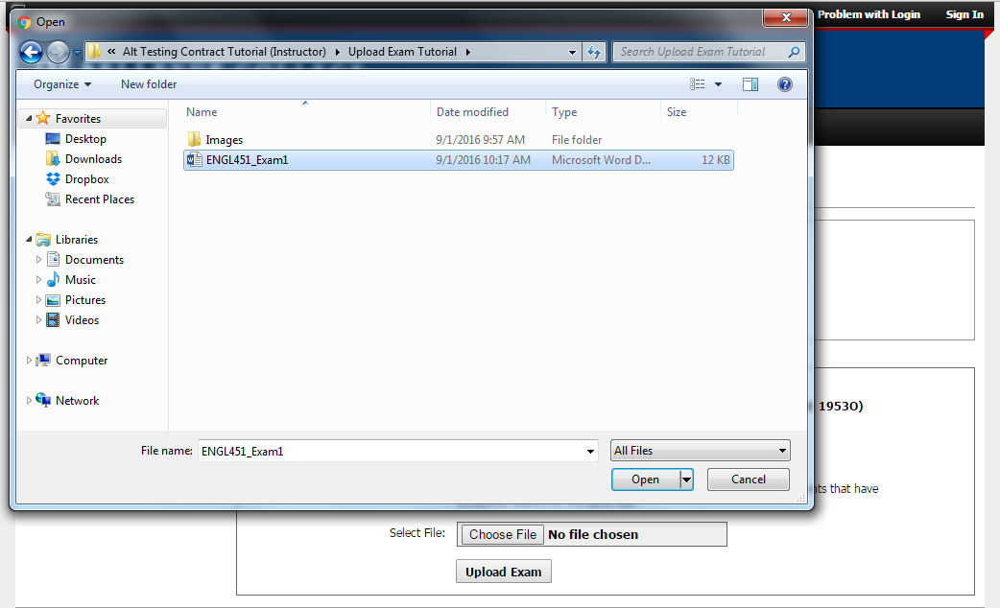 Open
Problem with Login Sign In
« Alt Testing Contract Tutorial (Instructor) Upload Exam Tutorial Search Upload Exam Tutorial
Organize New folder
Name Date modified Type Size
Favorites
Desktop
Downloads
Dropbox
Recent Places
Libraries
Documents
Music
Pictures
Videos
Computer
Network
Images 9/1/2016 9:57 AM File folder
ENGL451_Exam1 9/1/2016 10:17 AM Microsoft Word D... 12 KB
19530)
File name: ENGL451_Exam1 All Files
Open Cancel
that have
Select File: Choose File No file chosen
Upload Exam